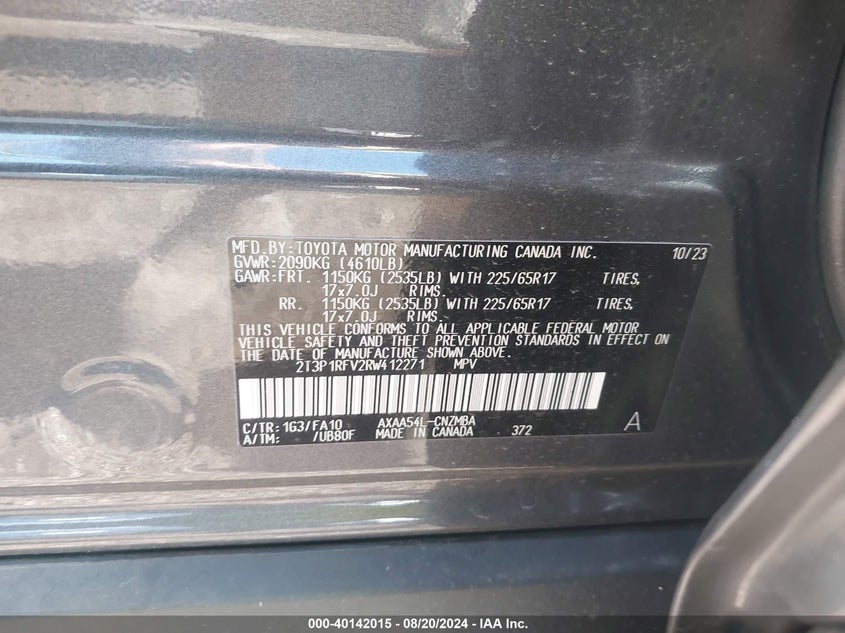 MFD.BY:TOYOTA MOTOR MANUFACTURING CANADA INC. 10/23
GVWR:2090KG (4610LB)
GAWR:FRT. 1150KG (2535LB) WITH 225/65R17 TIRES,
17x7.0J RIMS.
RR. 1150KG (2535LB) WITH 225/65R17 TIRES,
17x7.0J RIMS.
THIS VEHICLE CONFORMS TO ALL APPLICABLE FEDERAL MOTOR
VEHICLE SAFETY AND THEFT PREVENTION STANDARDS IN EFFECT ON
THE DATE OF MANUFACTURE SHOWN ABOVE.
2T3P1RFV2RW412271 MPV
C/TR:1G3/FA10 AXAA54L-CNZMBA
A/TM: /UB80F MADE IN CANADA 372 A
000-40142015 - 08/20/2024 - IAA Inc.